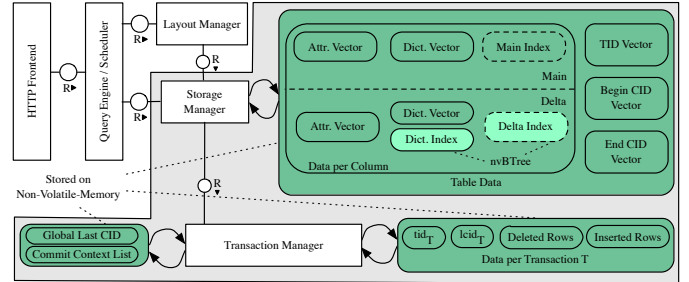 HTTP Frontend
R▸
Query Engine / Scheduler
R▸
Layout Manager
R
R▸
Storage
Manager
R
Attr. Vector
Dict. Vector
Main Index
Main
Delta
Attr. Vector
Dict. Vector
Dict. Index
Delta Index
Data per Column
nvBTree
TID Vector
Begin CID
Vector
End CID
Vector
Table Data
Stored on
Non-Volatile-Memory
Global Last CID
Commit Context List
Transaction Manager
tidT
lcidT
Deleted Rows
Inserted Rows
Data per Transaction T